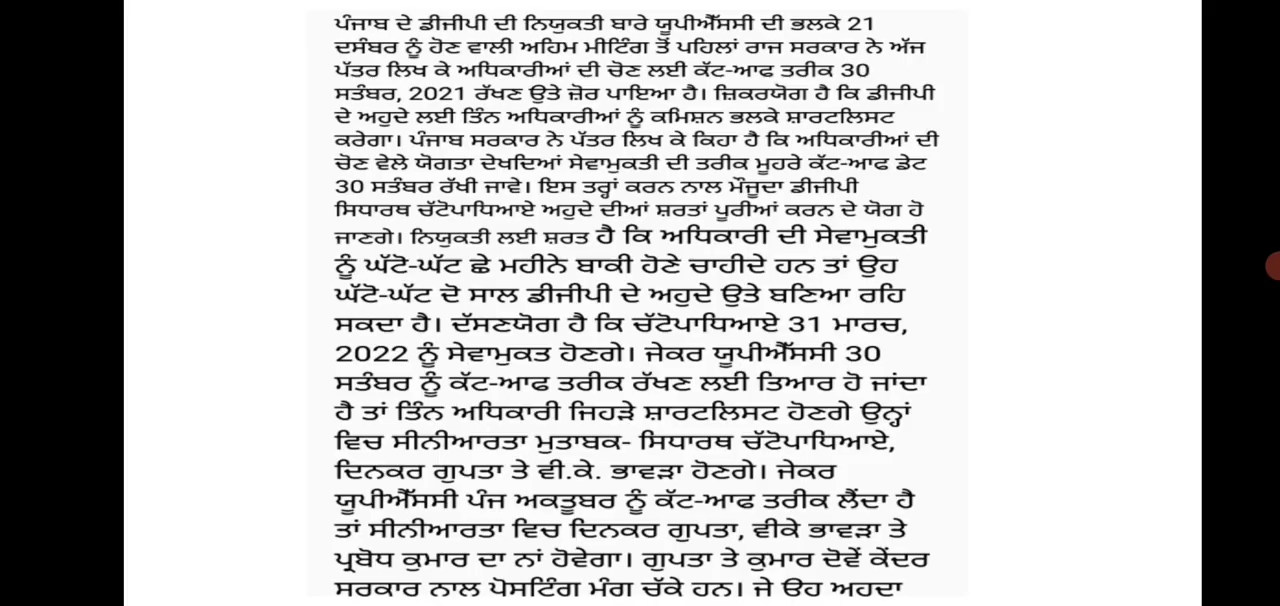 ਪੰਜਾਬ ਦੇ ਡੀਜੀਪੀ ਦੀ ਨਿਯੁਕਤੀ ਬਾਰੇ ਯੂਪੀਐੱਸਸੀ ਦੀ ਭਲਕੇ 21
ਦਸੰਬਰ ਨੂੰ ਹੋਣ ਵਾਲੀ ਅਹਿਮ ਮੀਟਿੰਗ ਤੋਂ ਪਹਿਲਾਂ ਰਾਜ ਸਰਕਾਰ ਨੇ ਅੱਜ
ਪੱਤਰ ਲਿਖ ਕੇ ਅਧਿਕਾਰੀਆਂ ਦੀ ਚੋਣ ਲਈ ਕੱਟ-ਆਫ ਤਰੀਕ 30
ਸਤੰਬਰ, 2021 ਰੱਖਣ ਉਤੇ ਜ਼ੋਰ ਪਾਇਆ ਹੈ। ਜ਼ਿਕਰਯੋਗ ਹੈ ਕਿ ਡੀਜੀਪੀ
ਦੇ ਅਹੁਦੇ ਲਈ ਤਿੰਨ ਅਧਿਕਾਰੀਆਂ ਨੂੰ ਕਮਿਸ਼ਨ ਭਲਕੇ ਸ਼ਾਰਟਲਿਸਟ
ਕਰੇਗਾ। ਪੰਜਾਬ ਸਰਕਾਰ ਨੇ ਪੱਤਰ ਲਿਖ ਕੇ ਕਿਹਾ ਹੈ ਕਿ ਅਧਿਕਾਰੀਆਂ ਦੀ
ਚੋਣ ਵੇਲੇ ਯੋਗਤਾ ਦੇਖਦਿਆਂ ਸੇਵਾਮੁਕਤੀ ਦੀ ਤਰੀਕ ਮੂਹਰੇ ਕੱਟ-ਆਫ ਡੇਟ
30 ਸਤੰਬਰ ਰੱਖੀ ਜਾਵੇ। ਇਸ ਤਰ੍ਹਾਂ ਕਰਨ ਨਾਲ ਮੌਜੂਦਾ ਡੀਜੀਪੀ
ਸਿਧਾਰਥ ਚੱਟੋਪਾਧਿਆਏ ਅਹੁਦੇ ਦੀਆਂ ਸ਼ਰਤਾਂ ਪੂਰੀਆਂ ਕਰਨ ਦੇ ਯੋਗ ਹੋ
ਜਾਣਗੇ। ਨਿਯੁਕਤੀ ਲਈ ਸ਼ਰਤ ਹੈ ਕਿ ਅਧਿਕਾਰੀ ਦੀ ਸੇਵਾਮੁਕਤੀ
ਨੂੰ ਘੱਟੋ-ਘੱਟ ਛੇ ਮਹੀਨੇ ਬਾਕੀ ਹੋਣੇ ਚਾਹੀਦੇ ਹਨ ਤਾਂ ਉਹ
ਘੱਟੋ-ਘੱਟ ਦੋ ਸਾਲ ਡੀਜੀਪੀ ਦੇ ਅਹੁਦੇ ਉਤੇ ਬਣਿਆ ਰਹਿ
ਸਕਦਾ ਹੈ। ਦੱਸਣਯੋਗ ਹੈ ਕਿ ਚੱਟੋਪਾਧਿਆਏ 31 ਮਾਰਚ,
2022 ਨੂੰ ਸੇਵਾਮੁਕਤ ਹੋਣਗੇ। ਜੇਕਰ ਯੂਪੀਐੱਸਸੀ 30
ਸਤੰਬਰ ਨੂੰ ਕੱਟ-ਆਫ ਤਰੀਕ ਰੱਖਣ ਲਈ ਤਿਆਰ ਹੋ ਜਾਂਦਾ
ਹੈ ਤਾਂ ਤਿੰਨ ਅਧਿਕਾਰੀ ਜਿਹੜੇ ਸ਼ਾਰਟਲਿਸਟ ਹੋਣਗੇ ਉਨ੍ਹਾਂ
ਵਿਚ ਸੀਨੀਆਰਤਾ ਮੁਤਾਬਕ- ਸਿਧਾਰਥ ਚੱਟੋਪਾਧਿਆਏ,
ਦਿਨਕਰ ਗੁਪਤਾ ਤੇ ਵੀ.ਕੇ. ਭਾਵੜਾ ਹੋਣਗੇ। ਜੇਕਰ
ਯੂਪੀਐੱਸਸੀ ਪੰਜ ਅਕਤੂਬਰ ਨੂੰ ਕੱਟ-ਆਫ ਤਰੀਕ ਲੈਂਦਾ ਹੈ
ਤਾਂ ਸੀਨੀਆਰਤਾ ਵਿਚ ਦਿਨਕਰ ਗੁਪਤਾ, ਵੀਕੇ ਭਾਵੜਾ ਤੇ
ਪ੍ਰਬੋਧ ਕੁਮਾਰ ਦਾ ਨਾਂ ਹੋਵੇਗਾ। ਗੁਪਤਾ ਤੇ ਕੁਮਾਰ ਦੋਵੇਂ ਕੇਂਦਰ
ਸਰਕਾਰ ਨਾਲ ਪੋਸਟਿੰਗ ਮੰਗ ਚੱਕੇ ਹਨ। ਜੇ ਉਹ ਅਹਦਾ